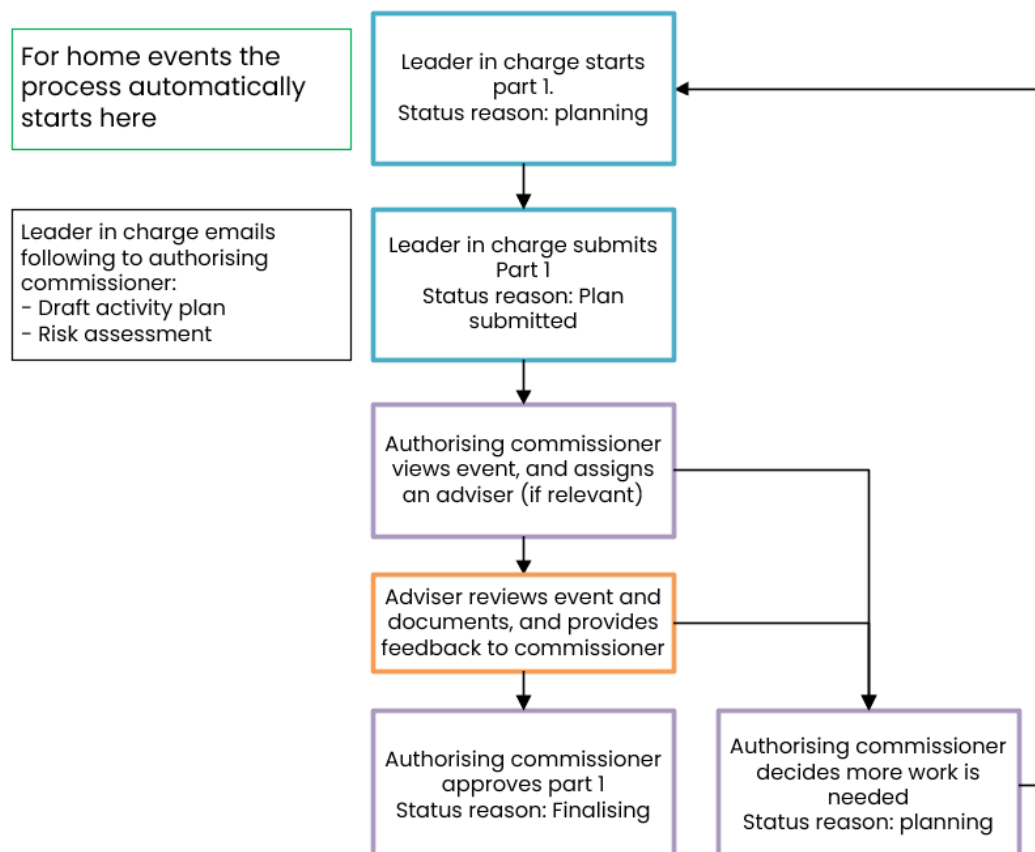 For home events the
process automatically
starts here
Leader in charge starts
part 1.
Status reason: planning
Leader in charge emails
following to authorising
commissioner:
- Draft activity plan
- Risk assessment
Leader in charge submits
Part 1
Status reason: Plan
submitted
Authorising commissioner
views event, and assigns
an adviser (if relevant)
Adviser reviews event and
documents, and provides
feedback to commissioner
Authorising commissioner
approves part 1
Status reason: Finalising
Authorising commissioner
decides more work is
needed
Status reason: planning